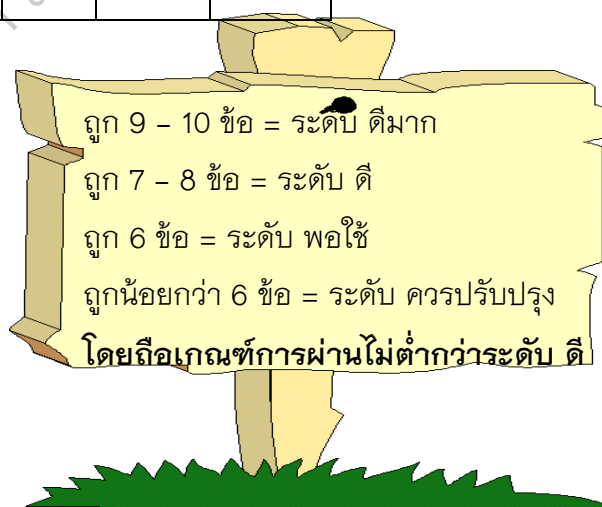 ถูก 9 – 10 ข้อ = ระดับ ดีมาก
ถูก 7 – 8 ข้อ = ระดับ ดี
ถูก 6 ข้อ = ระดับ พอใช้
ถูกน้อยกว่า 6 ข้อ = ระดับ ควรปรับปรุง
โดยถือเกณฑ์การผ่านไม่ต่ำกว่าระดับ ดี